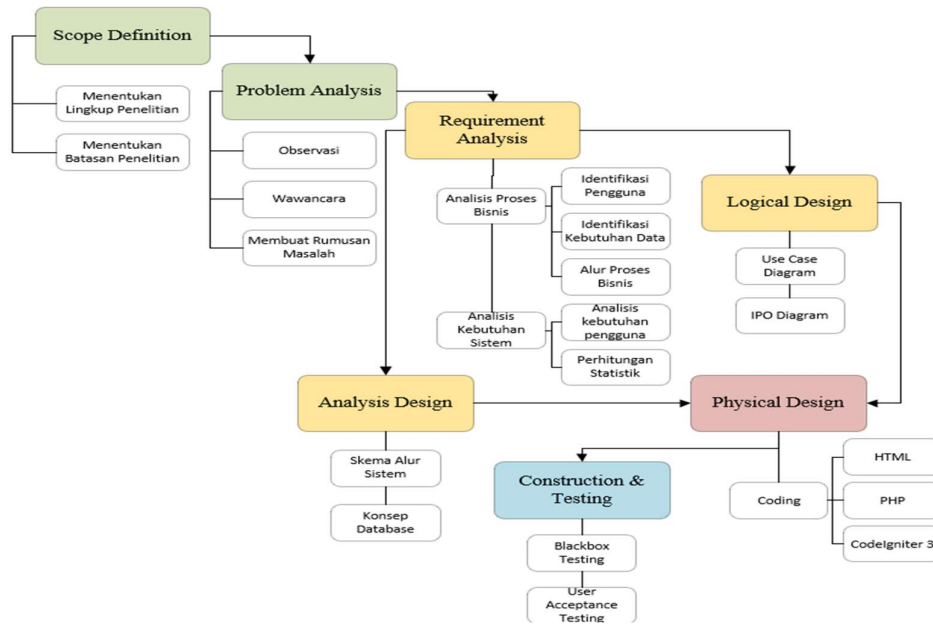 Scope Definition
Menentukan
Lingkup Penelitian
Menentukan
Batasan Penelitian
Problem Analysis
Observasi
Wawancara
Membuat Rumusan
Masalah
Requirement
Analysis
Analisis Proses
Bisnis
Identifikasi
Pengguna
Identifikasi
Kebutuhan Data
Alur Proses
Bisnis
Analisis
Kebutuhan
Sistem
Analisis
kebutuhan
pengguna
Perhitungan
Statistik
Logical Design
Use Case
Diagram
IPO Diagram
Analysis Design
Skema Alur
Sistem
Konsep
Database
Physical Design
Coding
HTML
PHP
CodeIgniter 3
Construction &
Testing
Blackbox
Testing
User
Acceptance
Testing